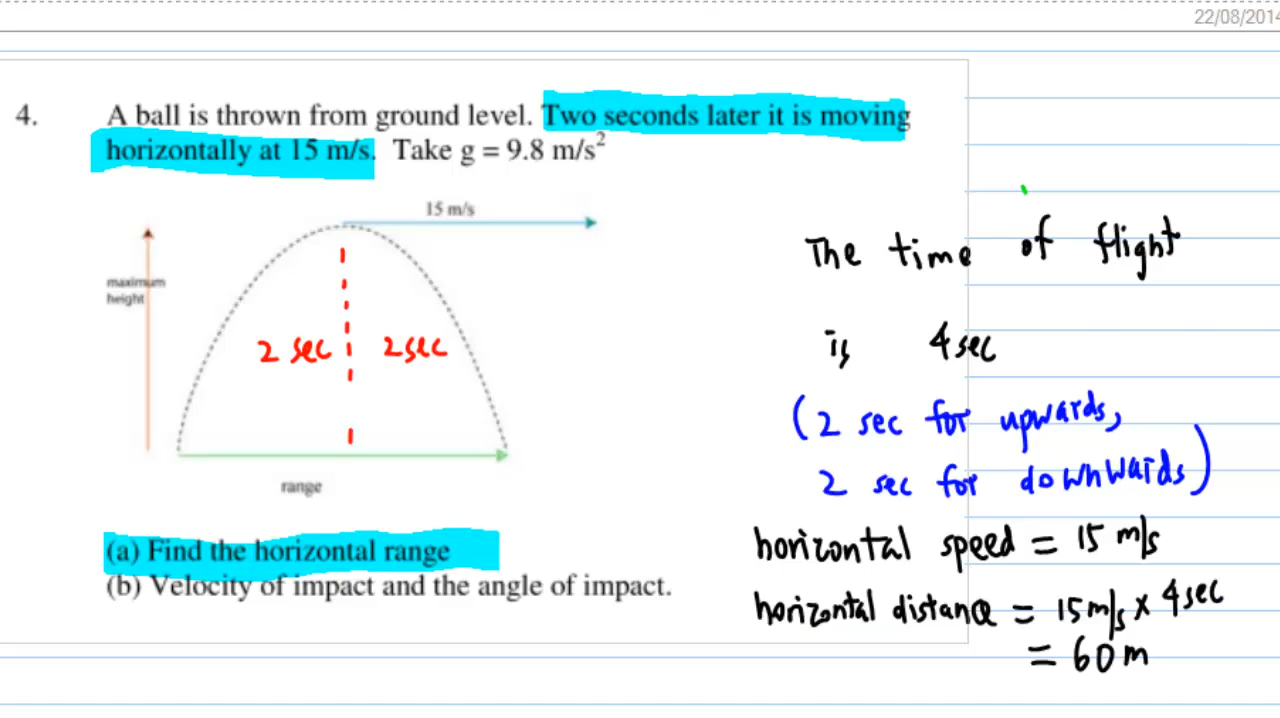 22/08/2014
4. A ball is thrown from ground level. Two seconds later it is moving
horizontally at 15 m/s. Take g = 9.8 m/s²
15 m/s
maximum
height
2 sec 2 sec
range
(a) Find the horizontal range
(b) Velocity of impact and the angle of impact.
The time of flight
is 4 sec
(2 sec for upwards,
2 sec for downwards)
horizontal speed = 15 m/s
horizontal distance = 15 m/s x 4 sec
= 60 m